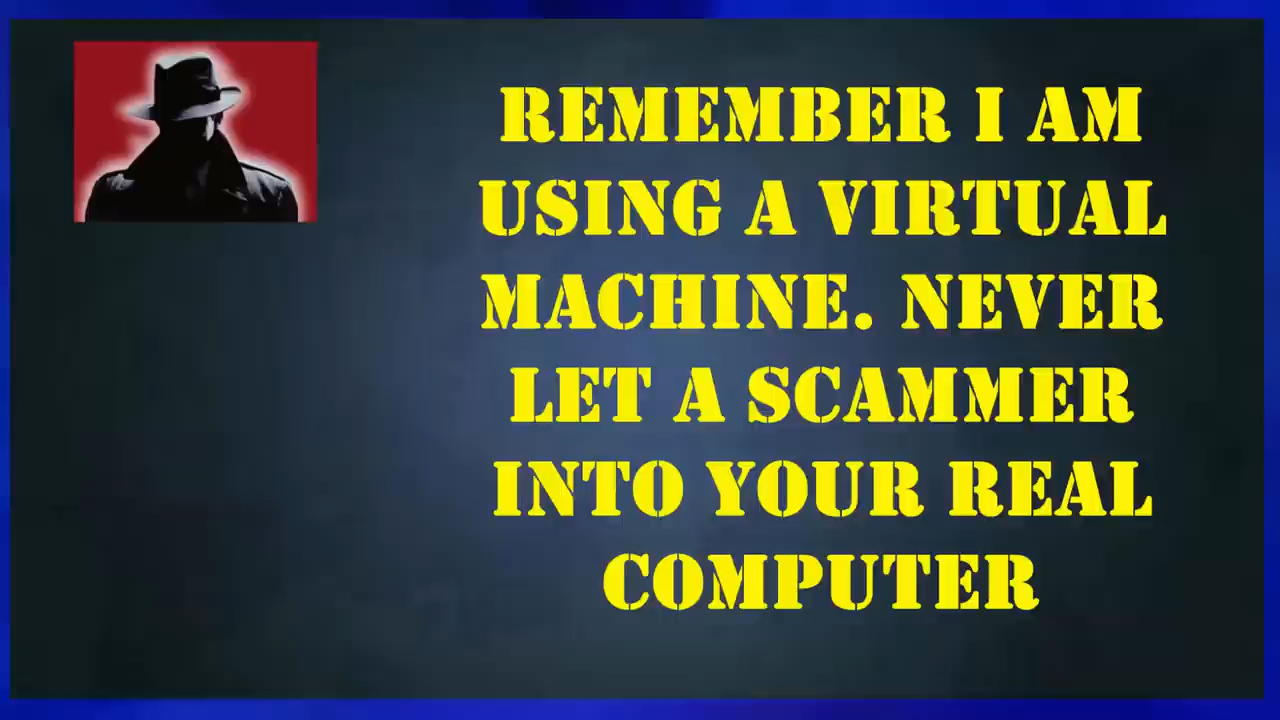 REMEMBER I AM
USING A VIRTUAL
MACHINE. NEVER
LET A SCAMMER
INTO YOUR REAL
COMPUTER